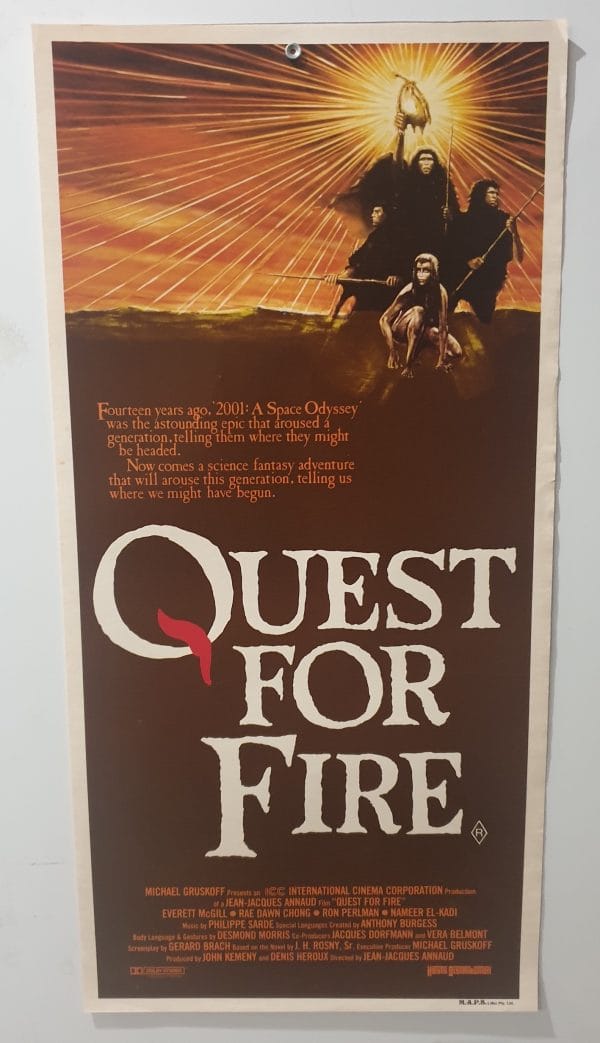 Fourteen years ago, '2001: A Space Odyssey'
was the astounding epic that aroused a
generation, telling them where they might
be headed.
Now comes a science fantasy adventure
that will arouse this generation, telling us
where we might have begun.
QUEST
FOR
FIRE
R
MICHAEL GRUSKOFF Presents an ICC INTERNATIONAL CINEMA CORPORATION Production
of a JEAN-JACQUES ANNAUD Film "QUEST FOR FIRE"
EVERETT McGILL • RAE DAWN CHONG • RON PERLMAN • NAMEER EL-KADI
Music by PHILIPPE SARDE Special Languages Created by ANTHONY BURGESS
Body Language & Gestures by DESMOND MORRIS Co-Producers JACQUES DORFMANN and VERA BELMONT
Screenplay by GERARD BRACH Based on the Novel by J. H. ROSNY, Sr. Executive Producer MICHAEL GRUSKOFF
Produced by JOHN KEMENY and DENIS HEROUX Directed by JEAN-JACQUES ANNAUD
DOLBY STEREO
M.A.P.S. Litho Pty. Ltd.